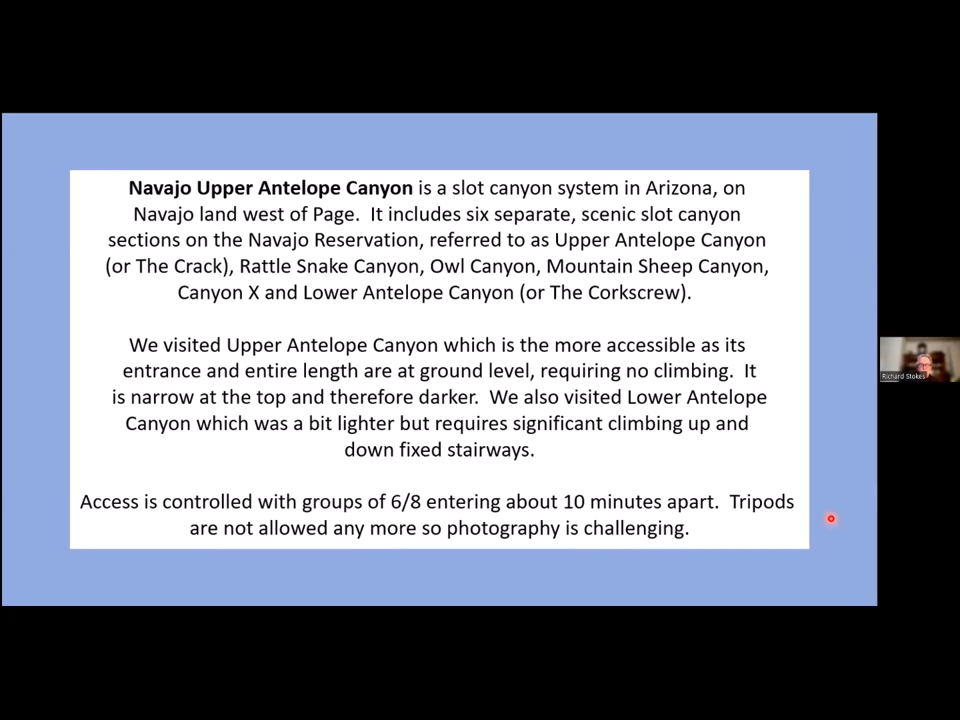 Navajo Upper Antelope Canyon is a slot canyon system in Arizona, on
Navajo land west of Page. It includes six separate, scenic slot canyon
sections on the Navajo Reservation, referred to as Upper Antelope Canyon
(or The Crack), Rattle Snake Canyon, Owl Canyon, Mountain Sheep Canyon,
Canyon X and Lower Antelope Canyon (or The Corkscrew).
We visited Upper Antelope Canyon which is the more accessible as its
entrance and entire length are at ground level, requiring no climbing. It
is narrow at the top and therefore darker. We also visited Lower Antelope
Canyon which was a bit lighter but requires significant climbing up and
down fixed stairways.
Access is controlled with groups of 6/8 entering about 10 minutes apart. Tripods
are not allowed any more so photography is challenging.
Richard Stokes